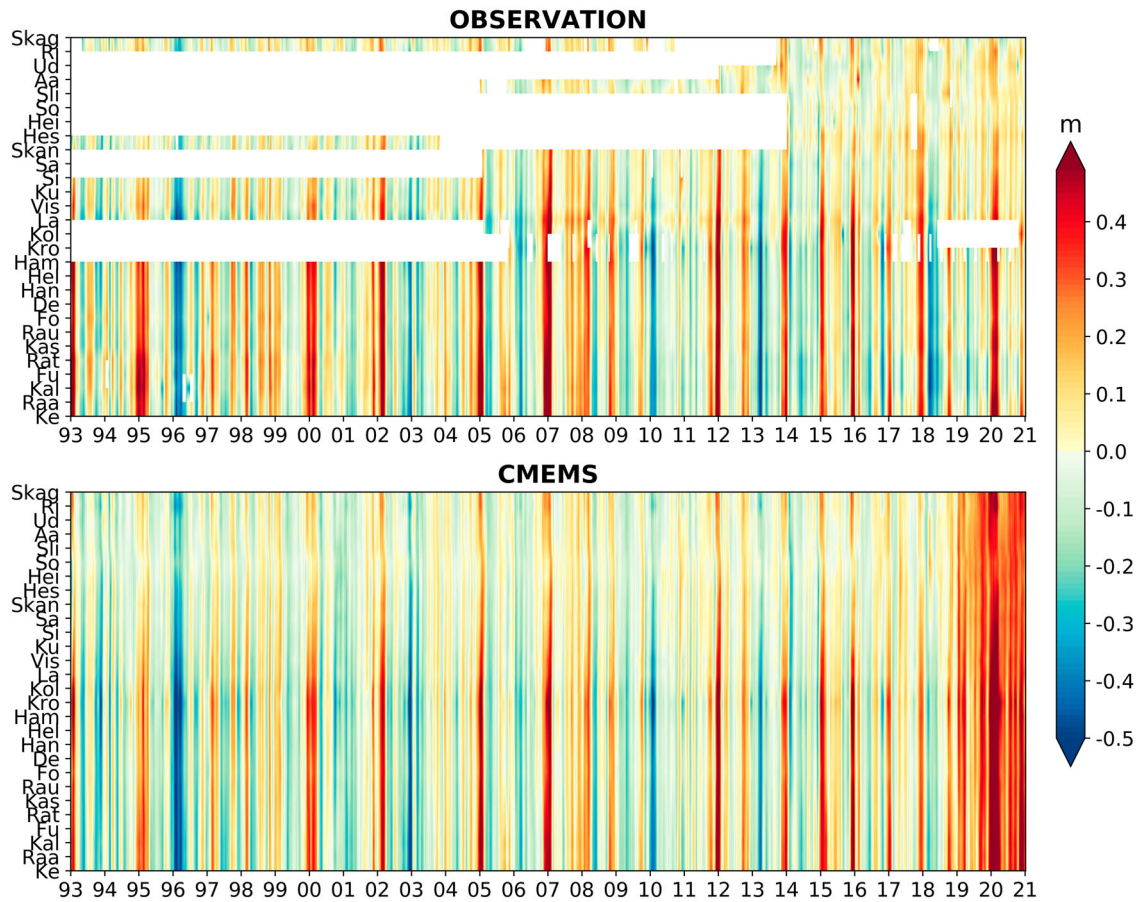 OBSERVATION
Skag
Ri
Ud
Aa
Sli
So
Hei
Hes
Skan
Sa
Si
Ku
Vis
La
Kol
Kro
Ham
Hel
Han
De
Fo
Rau
Kas
Rat
Fu
Kal
Raa
Ke
93 94 95 96 97 98 99 00 01 02 03 04 05 06 07 08 09 10 11 12 13 14 15 16 17 18 19 20 21
CMEMS
Skag
Ri
Ud
Aa
Sli
So
Hei
Hes
Skan
Sa
Si
Ku
Vis
La
Kol
Kro
Ham
Hel
Han
De
Fo
Rau
Kas
Rat
Fu
Kal
Raa
Ke
93 94 95 96 97 98 99 00 01 02 03 04 05 06 07 08 09 10 11 12 13 14 15 16 17 18 19 20 21
m
0.4
0.3
0.2
0.1
0.0
-0.1
-0.2
-0.3
-0.4
-0.5